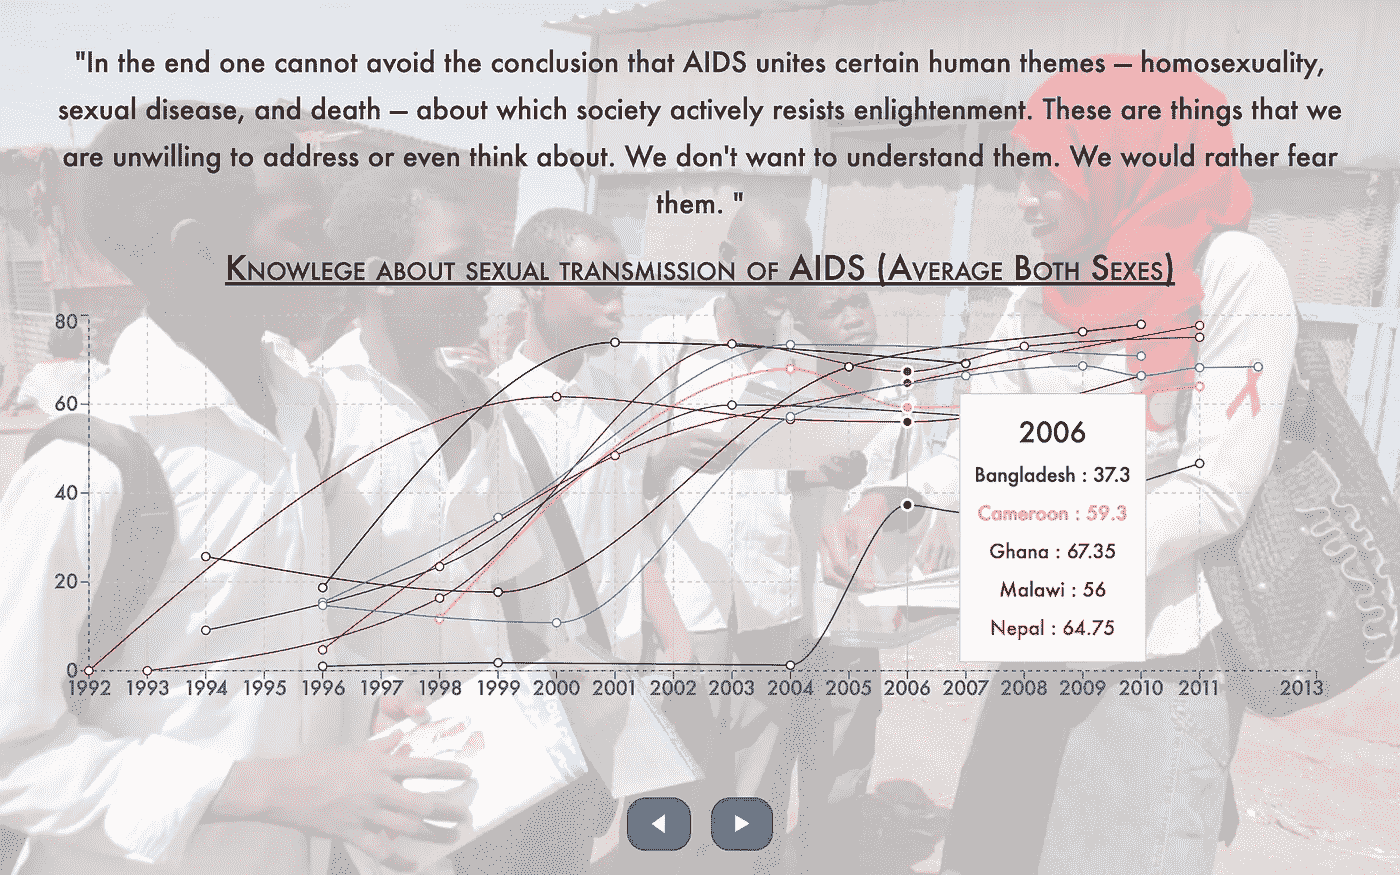 "In the end one cannot avoid the conclusion that AIDS unites certain human themes — homosexuality,
sexual disease, and death — about which society actively resists enlightenment. These are things that we
are unwilling to address or even think about. We don't want to understand them. We would rather fear
them. "
Knowlege about sexual transmission of AIDS (Average Both Sexes)
80
60
40
20
0
2006
Bangladesh : 37.3
Cameroon : 59.3
Ghana : 67.35
Malawi : 56
Nepal : 64.75
1992 1993 1994 1995 1996 1997 1998 1999 2000 2001 2002 2003 2004 2005 2006 2007 2008 2009 2010 2011 2013